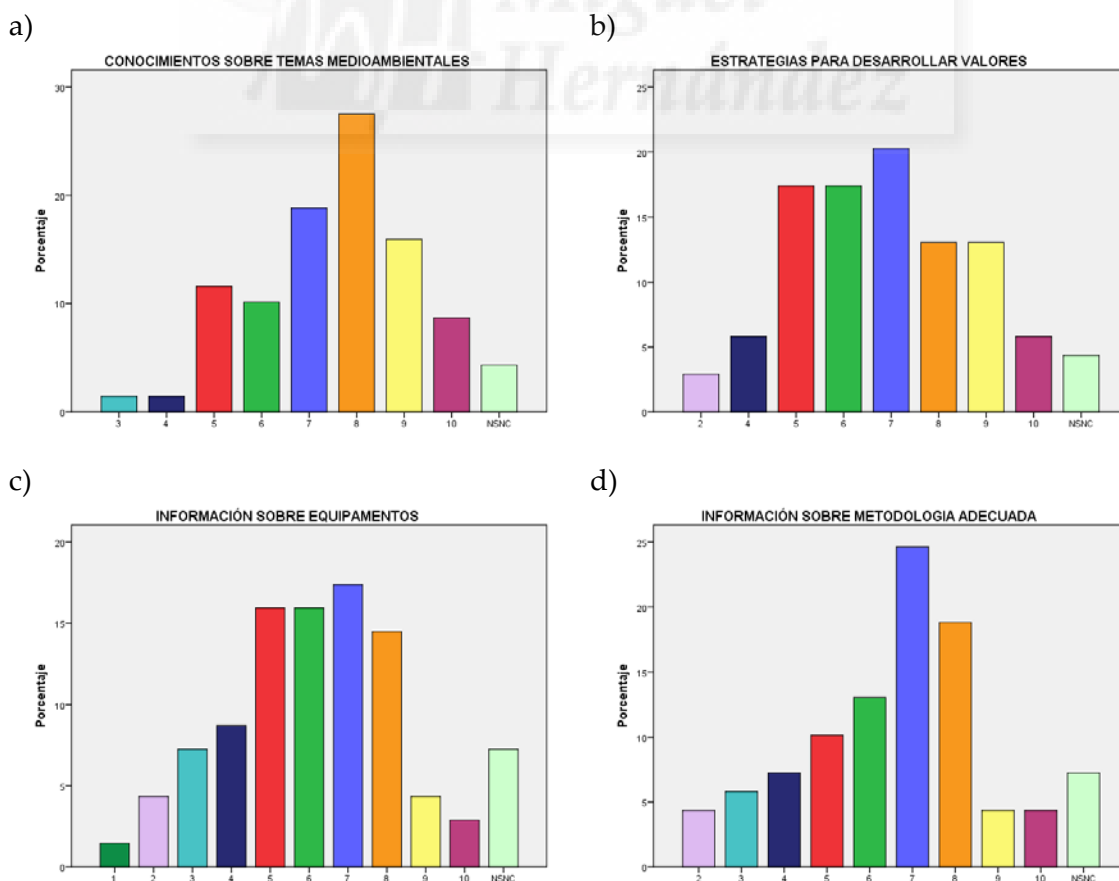 Miguel
Hernández
a)
CONOCIMIENTOS SOBRE TEMAS MEDIOAMBIENTALES
Porcentaje
30
20
10
0
3 4 5 6 7 8 9 10 NSNC
b)
ESTRATEGIAS PARA DESARROLLAR VALORES
Porcentaje
25
20
15
10
5
0
2 4 5 6 7 8 9 10 NSNC
c)
INFORMACIÓN SOBRE EQUIPAMENTOS
Porcentaje
20
15
10
5
0
1 2 3 4 5 6 7 8 9 10 NSNC
d)
INFORMACIÓN SOBRE METODOLOGIA ADECUADA
Porcentaje
25
20
15
10
5
0
2 3 4 5 6 7 8 9 10 NSNC